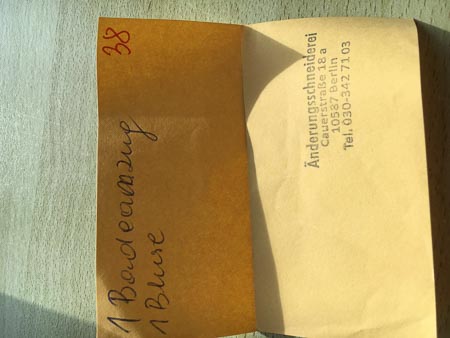 38
1 Badeanzug
1 Bluse
Änderungsschneiderei
Cauerstraße 18 a
10587 Berlin
Tel. 030-342 71 03